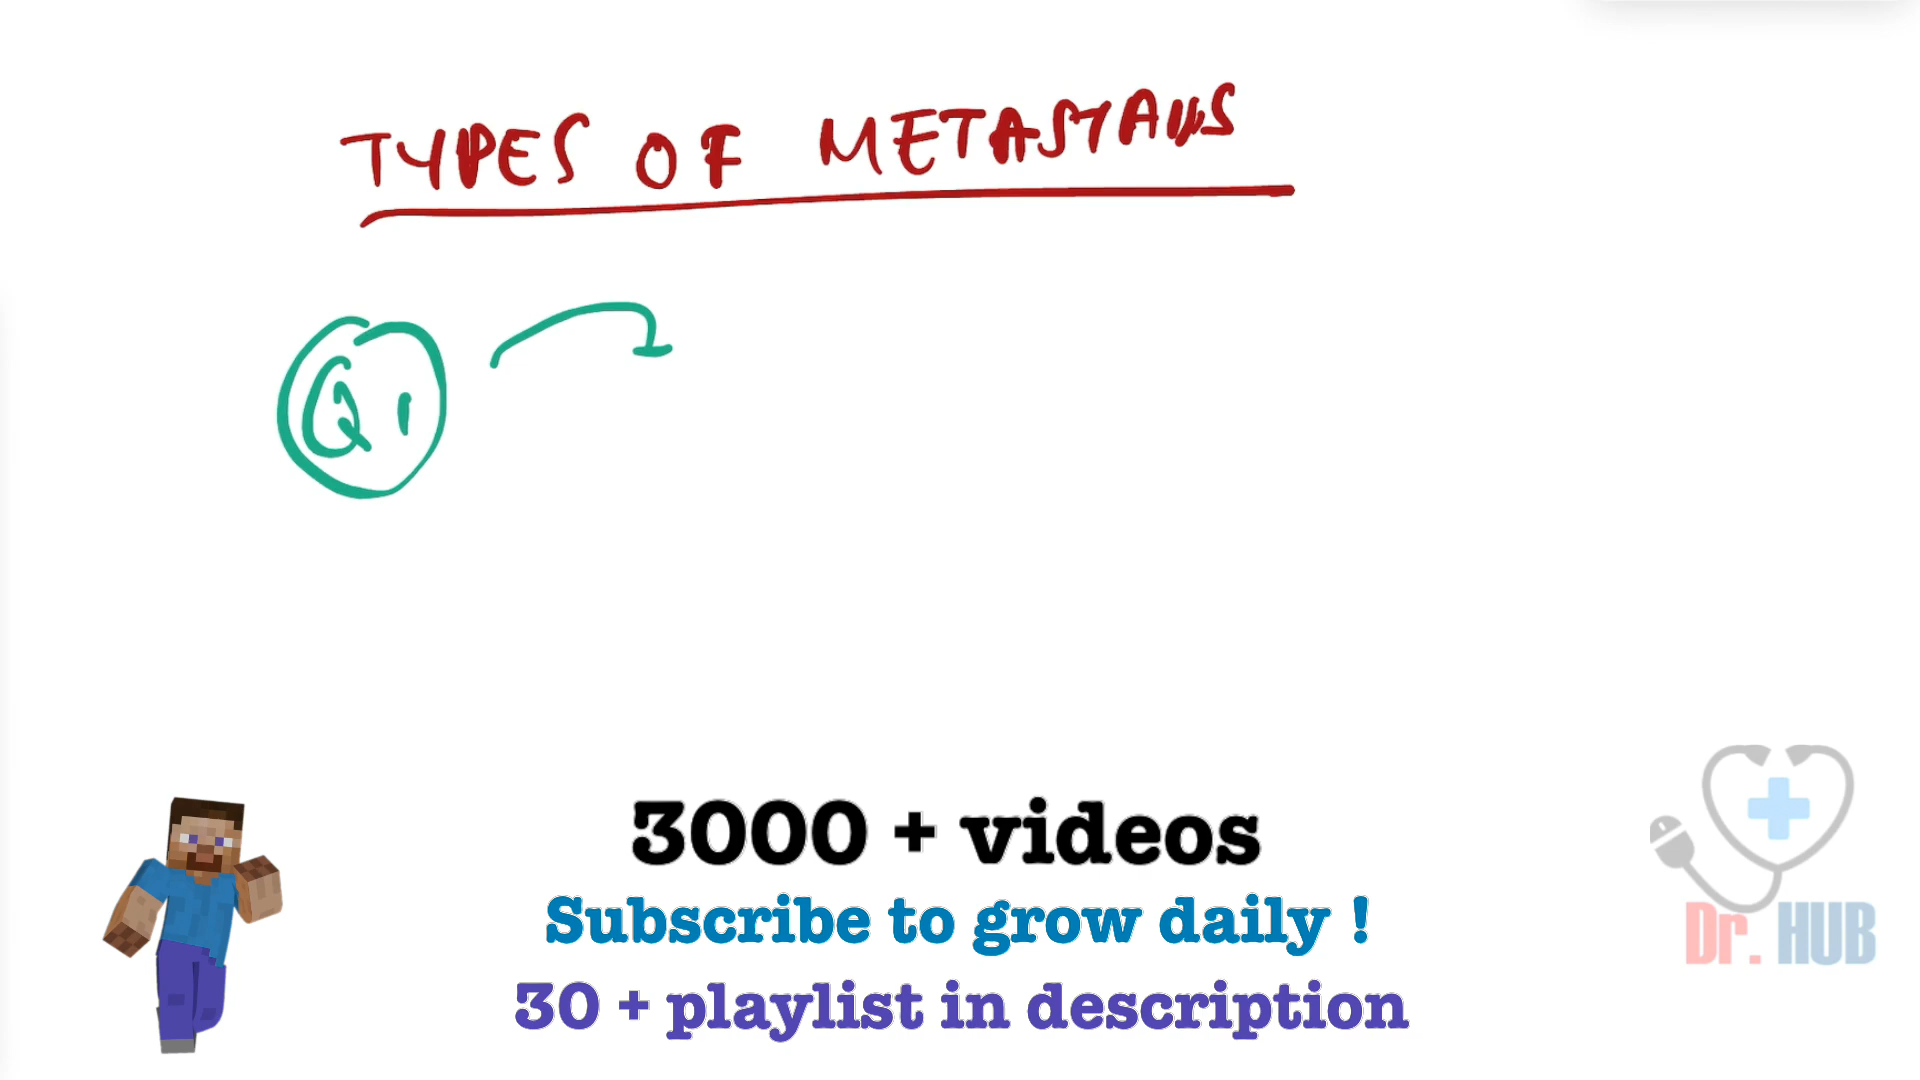 TYPES OF METASTASIS
Q1
3000 + videos
Subscribe to grow daily !
30 + playlist in description
Dr. HUB